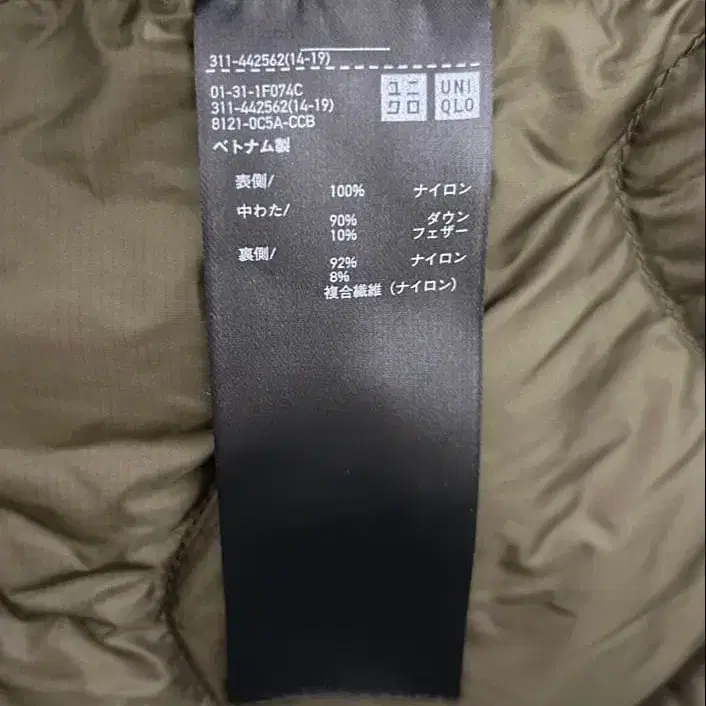 311-442562(14-19)
01-31-1F074C
311-442562(14-19)
8121-0C5A-CCB
ユニ
クロ
UNI
QLO
ベトナム製
表側/
100% ナイロン
中わた/
90% ダウン
10% フェザー
裏側/
92% ナイロン
8%
複合繊維（ナイロン）